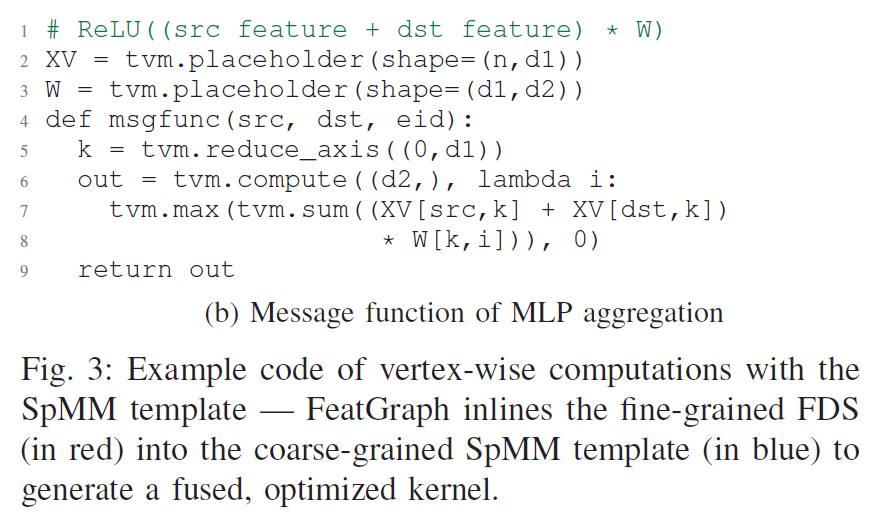 1 # ReLU((src feature + dst feature) * W)
2 XV = tvm.placeholder(shape=(n,d1))
3 W = tvm.placeholder(shape=(d1,d2))
4 def msgfunc(src, dst, eid):
5   k = tvm.reduce_axis((0,d1))
6   out = tvm.compute((d2,), lambda i:
7     tvm.max(tvm.sum((XV[src,k] + XV[dst,k])
8                     * W[k,i])), 0)
9   return out
(b) Message function of MLP aggregation
Fig. 3: Example code of vertex-wise computations with the
SpMM template — FeatGraph inlines the fine-grained FDS
(in red) into the coarse-grained SpMM template (in blue) to
generate a fused, optimized kernel.